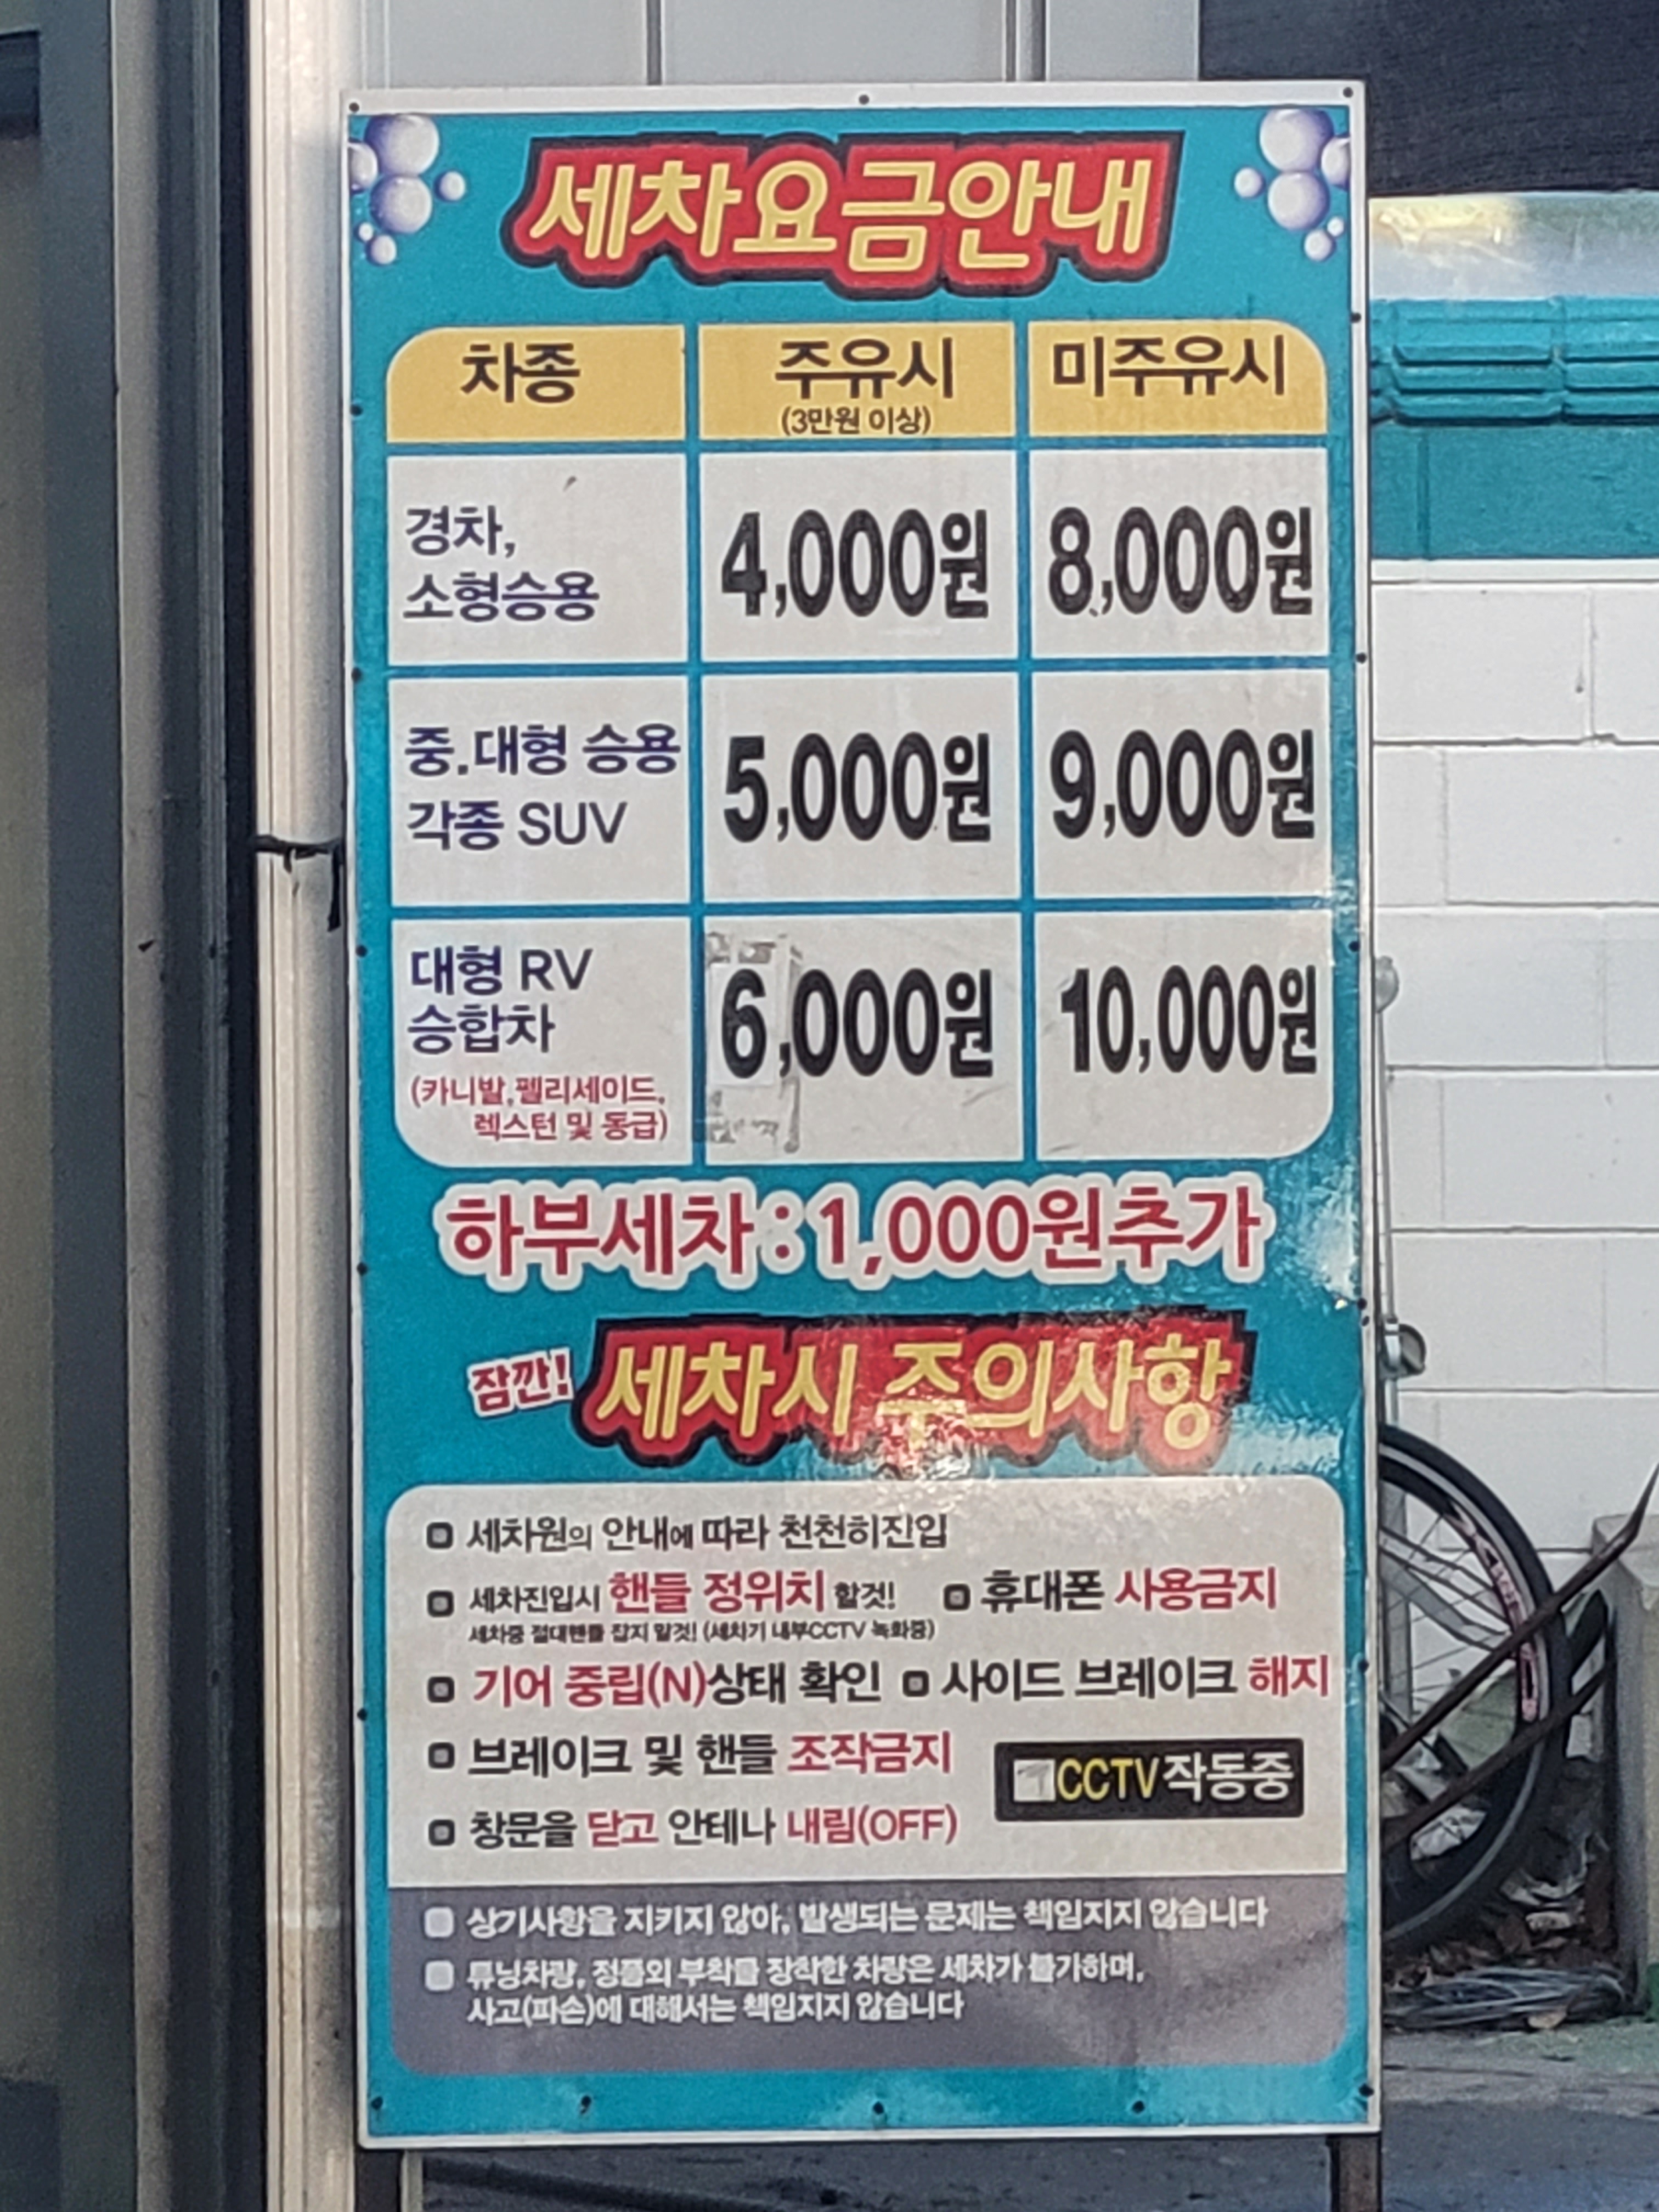 세차요금안내
차종 주유시 미주유시
(3만원 이상)
경차, 
소형승용 4,000원 8,000원
중.대형 승용
각종 SUV 5,000원 9,000원
대형 RV
승합차 6,000원 10,000원
(카니발,펠리세이드,
렉스턴 및 동급)
하부세차:1,000원추가
잠깐! 세차시 주의사항
세차원의 안내에 따라 천천히진입
세차진입시 핸들 정위치 할것! 휴대폰 사용금지
세차중 절대핸들 잡지 말것! (세차기 내부CCTV 녹화중)
기어 중립(N)상태 확인 사이드 브레이크 해지
브레이크 및 핸들 조작금지
CCTV작동중
창문을 닫고 안테나 내림(OFF)
상기사항을 지키지 않아, 발생되는 문제는 책임지지 않습니다
튜닝차량, 정품외 부착물 장착한 차량은 세차가 불가하며,
사고(파손)에 대해서는 책임지지 않습니다